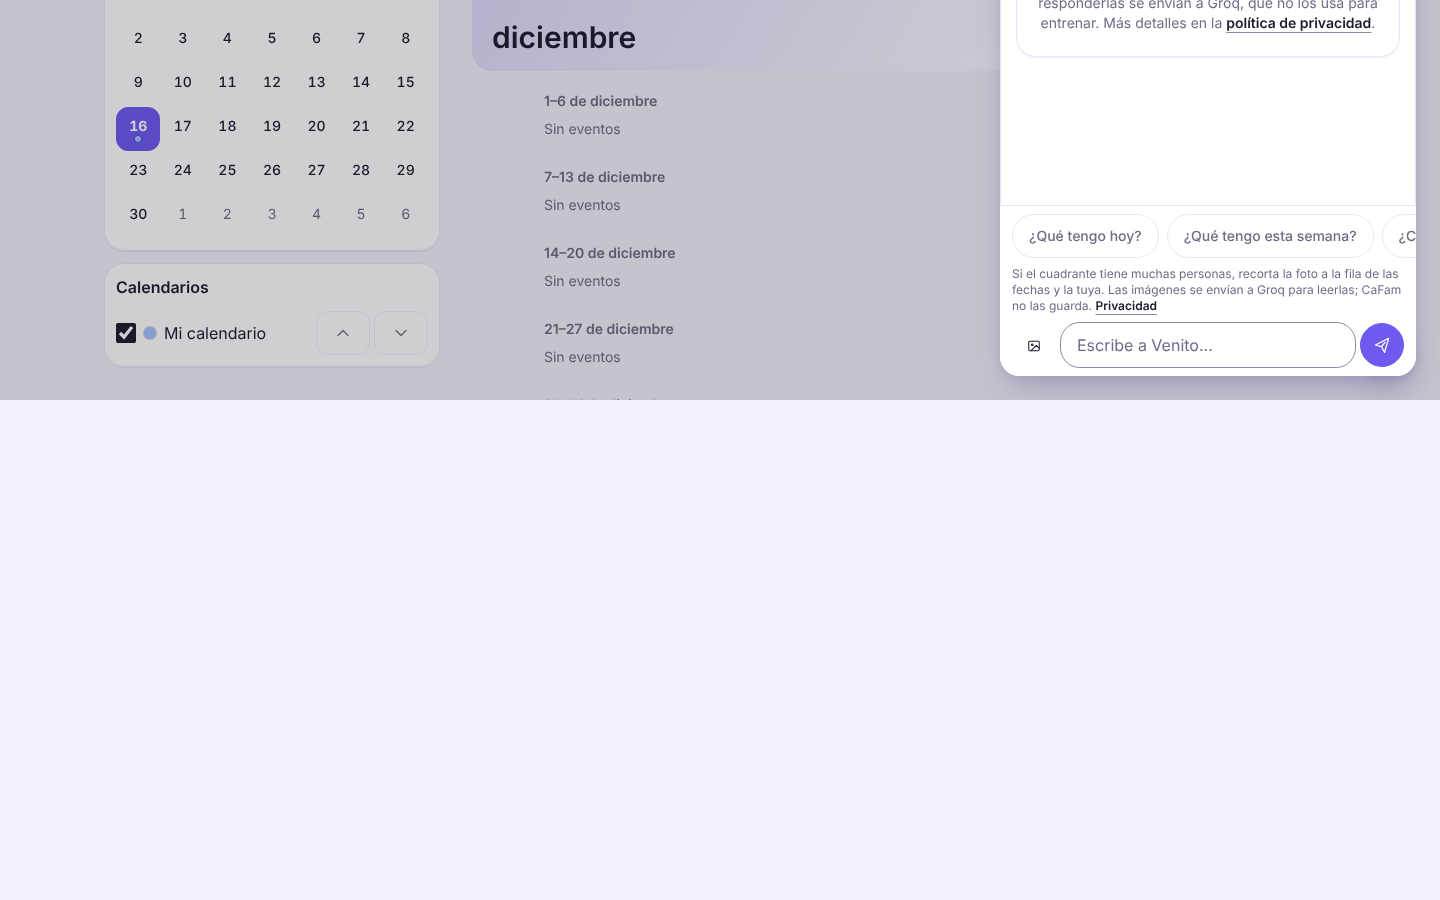 2 3 4 5 6 7 8
9 10 11 12 13 14 15
16 17 18 19 20 21 22
23 24 25 26 27 28 29
30 1 2 3 4 5 6
Calendarios
Mi calendario
diciembre
1–6 de diciembre
Sin eventos
7–13 de diciembre
Sin eventos
14–20 de diciembre
Sin eventos
21–27 de diciembre
Sin eventos
responderlas se envían a Groq, que no los usa para
entrenar. Más detalles en la política de privacidad.
¿Qué tengo hoy? ¿Qué tengo esta semana? ¿C
Si el cuadrante tiene muchas personas, recorta la foto a la fila de las
fechas y la tuya. Las imágenes se envían a Groq para leerlas; CaFam
no las guarda. Privacidad
Escribe a Venito...